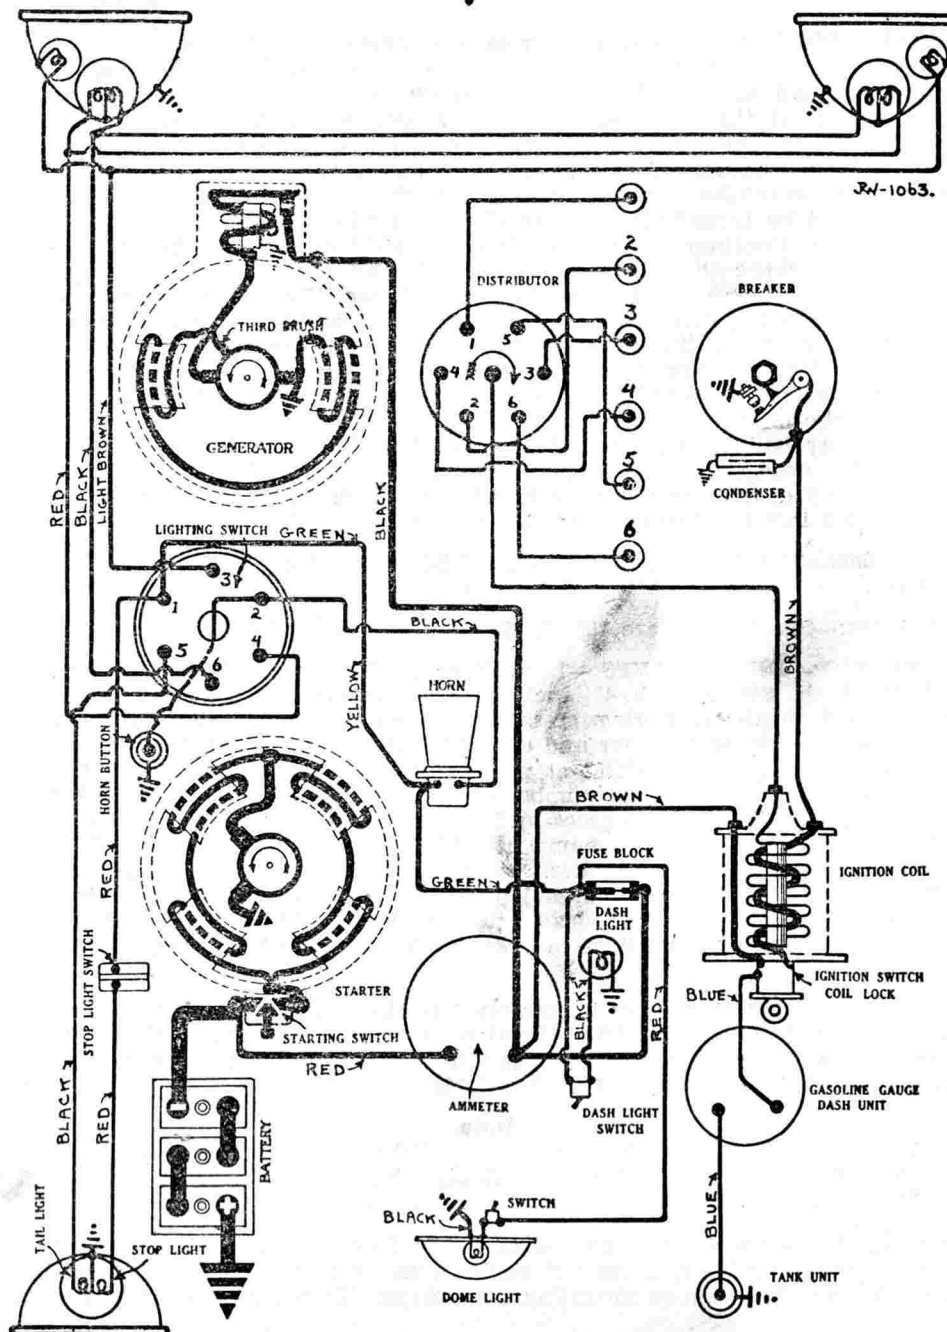 RW-1063.
1
2
3
4
5
6
DISTRIBUTOR
1
5
4
3
2
6
BREAKER
CONDENSER
THIRD BRUSH
GENERATOR
RED
BLACK
LIGHT BROWN
BLACK
LIGHTING SWITCH
GREEN
3
1
2
5
4
6
BLACK
YELLOW
HORN
BROWN
HORN BUTTON
BROWN
FUSE BLOCK
IGNITION COIL
RED
GREEN
DASH
LIGHT
STOP LIGHT SWITCH
STARTER
STARTING SWITCH
RED
BLACK
RED
BLUE
IGNITION SWITCH
COIL LOCK
AMMETER
DASH LIGHT
SWITCH
GASOLINE GAUGE
DASH UNIT
BLACK
RED
BATTERY
TAIL LIGHT
STOP LIGHT
BLACK
SWITCH
DOME LIGHT
BLUE
TANK UNIT